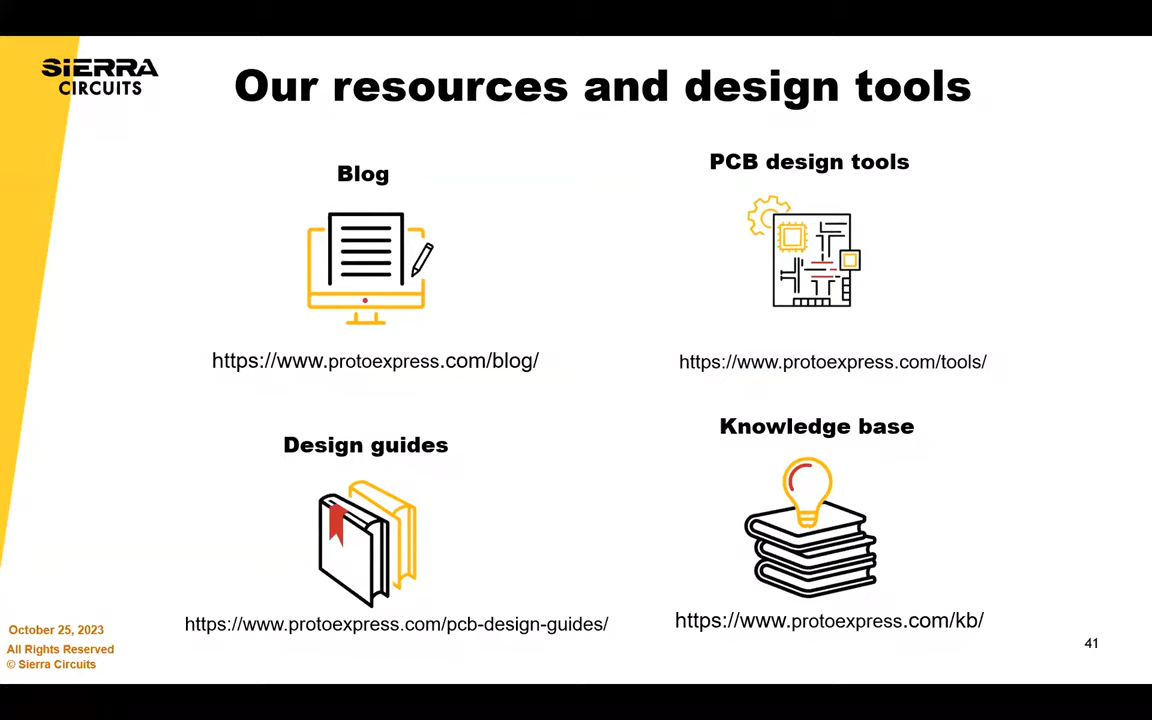 SIERRA
CIRCUITS
Our resources and design tools
Blog
PCB design tools
https://www.protoexpress.com/blog/
https://www.protoexpress.com/tools/
Design guides
Knowledge base
https://www.protoexpress.com/pcb-design-guides/
https://www.protoexpress.com/kb/
October 25, 2023
All Rights Reserved
© Sierra Circuits
41